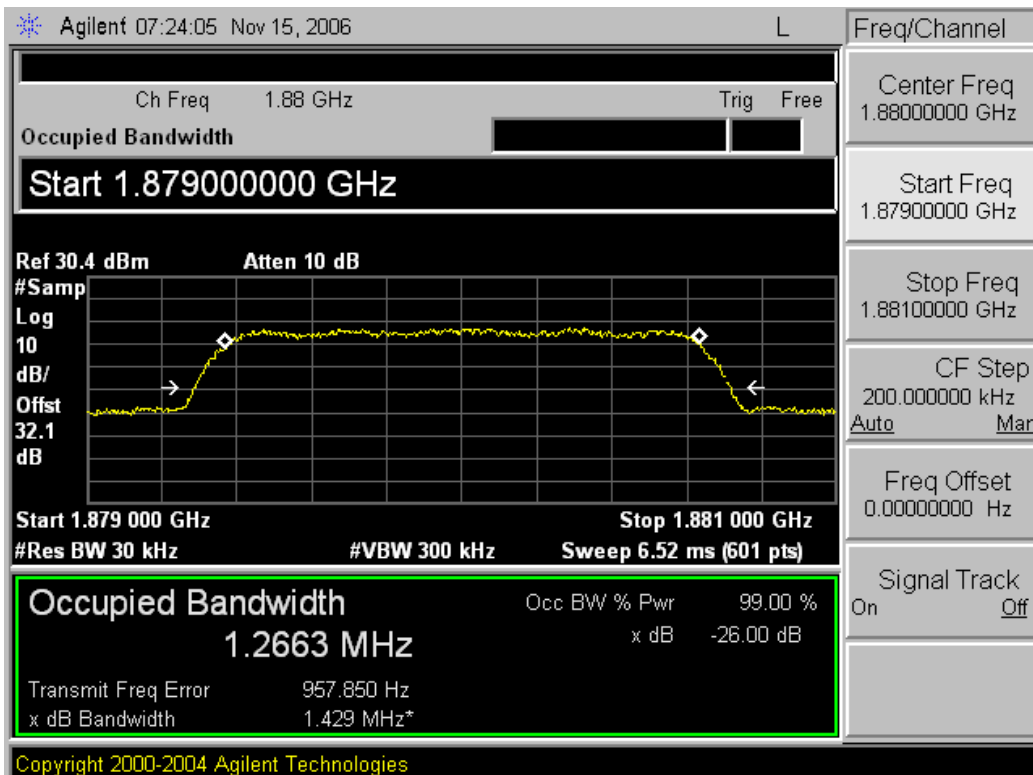 Agilent 07:24:05 Nov 15, 2006 L
Freq/Channel
Ch Freq 1.88 GHz Trig Free
Occupied Bandwidth
Start 1.879000000 GHz
Ref 30.4 dBm Atten 10 dB
#Samp
Log
10
dB/
Offst
32.1
dB
Start 1.879 000 GHz Stop 1.881 000 GHz
#Res BW 30 kHz #VBW 300 kHz Sweep 6.52 ms (601 pts)
Occupied Bandwidth Occ BW % Pwr 99.00 %
1.2663 MHz x dB -26.00 dB
Transmit Freq Error 957.850 Hz
x dB Bandwidth 1.429 MHz*
Center Freq
1.88000000 GHz
Start Freq
1.87900000 GHz
Stop Freq
1.88100000 GHz
CF Step
200.000000 kHz
Auto Man
Freq Offset
0.00000000 Hz
Signal Track
On Off
Copyright 2000-2004 Agilent Technologies